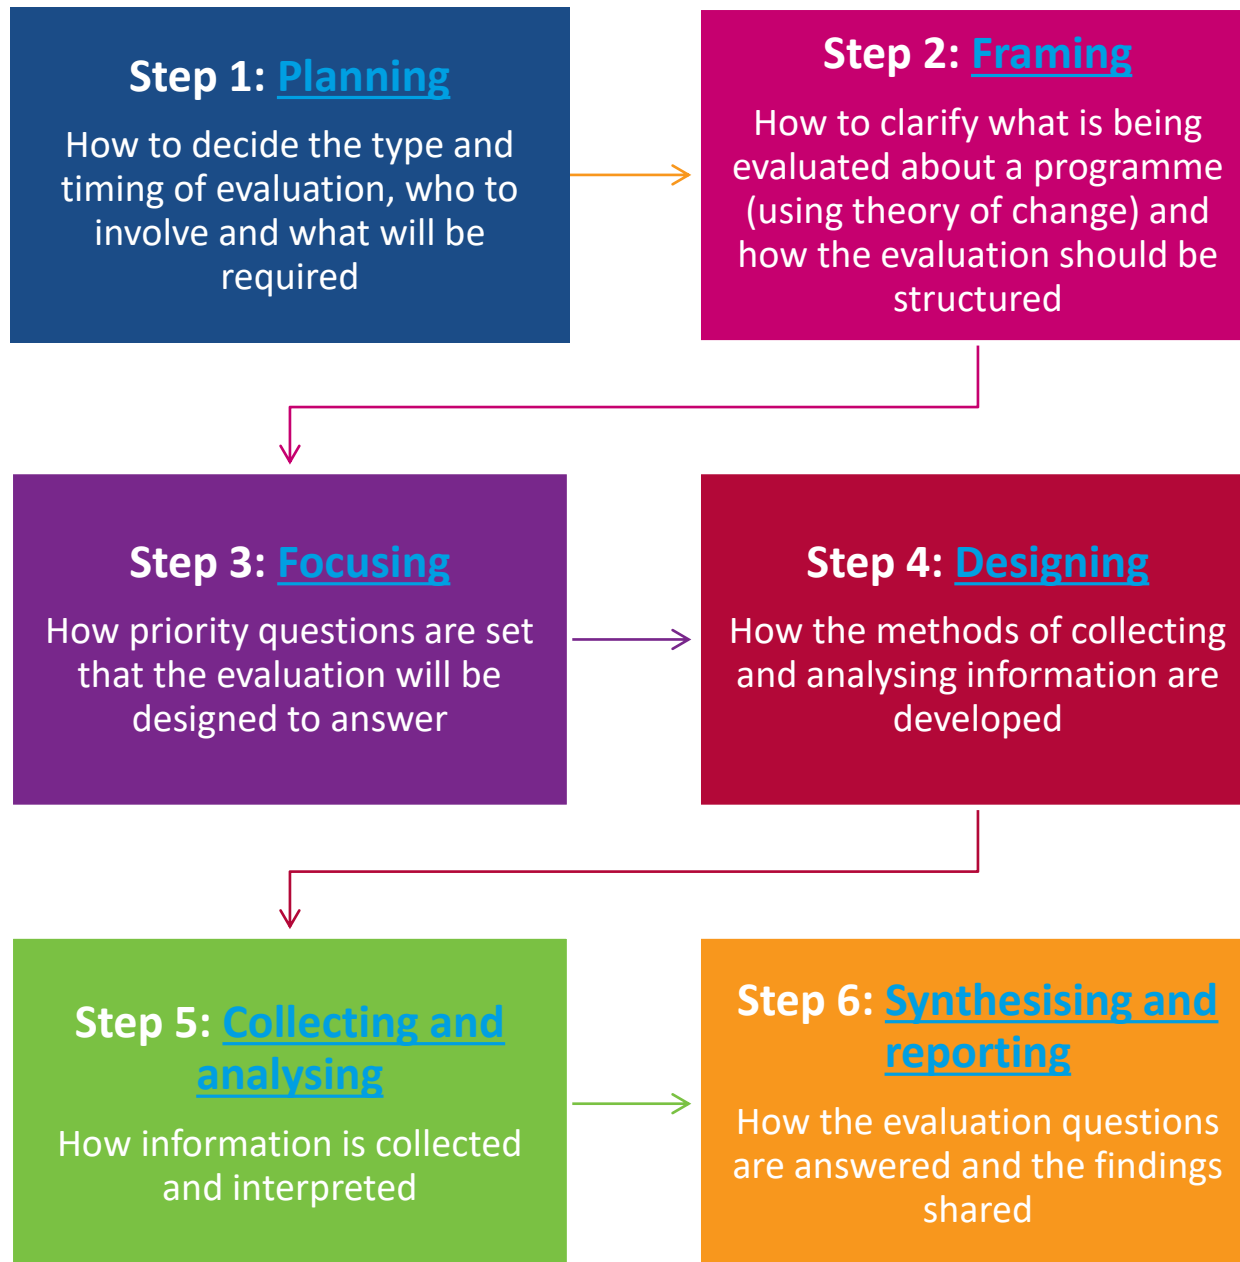 Step 1: Planning
How to decide the type and
timing of evaluation, who to
involve and what will be
required
Step 2: Framing
How to clarify what is being
evaluated about a programme
(using theory of change) and
how the evaluation should be
structured
Step 3: Focusing
How priority questions are set
that the evaluation will be
designed to answer
Step 4: Designing
How the methods of collecting
and analysing information are
developed
Step 5: Collecting and
analysing
How information is collected
and interpreted
Step 6: Synthesising and
reporting
How the evaluation questions
are answered and the findings
shared